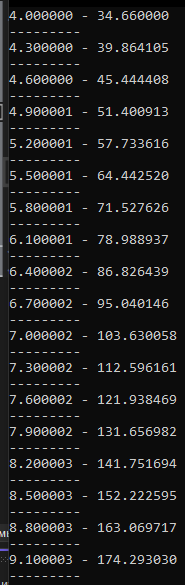 4.000000 - 34.660000
---------
4.300000 - 39.864105
---------
4.600000 - 45.444408
---------
4.900001 - 51.400913
---------
5.200001 - 57.733616
---------
5.500001 - 64.442520
---------
5.800001 - 71.527626
---------
6.100001 - 78.988937
---------
6.400002 - 86.826439
---------
6.700002 - 95.040146
---------
7.000002 - 103.630058
---------
7.300002 - 112.596161
---------
7.600002 - 121.938469
---------
7.900002 - 131.656982
---------
8.200003 - 141.751694
---------
8.500003 - 152.222595
---------
8.800003 - 163.069717
---------
9.100003 - 174.293030
---------